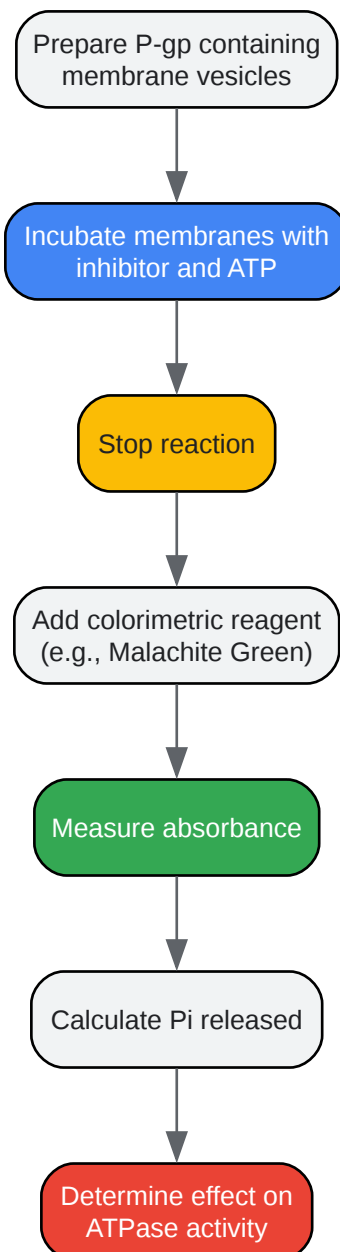 Prepare P-gp containing
membrane vesicles
Incubate membranes with
inhibitor and ATP
Stop reaction
Add colorimetric reagent
(e.g., Malachite Green)
Measure absorbance
Calculate Pi released
Determine effect on
ATPase activity